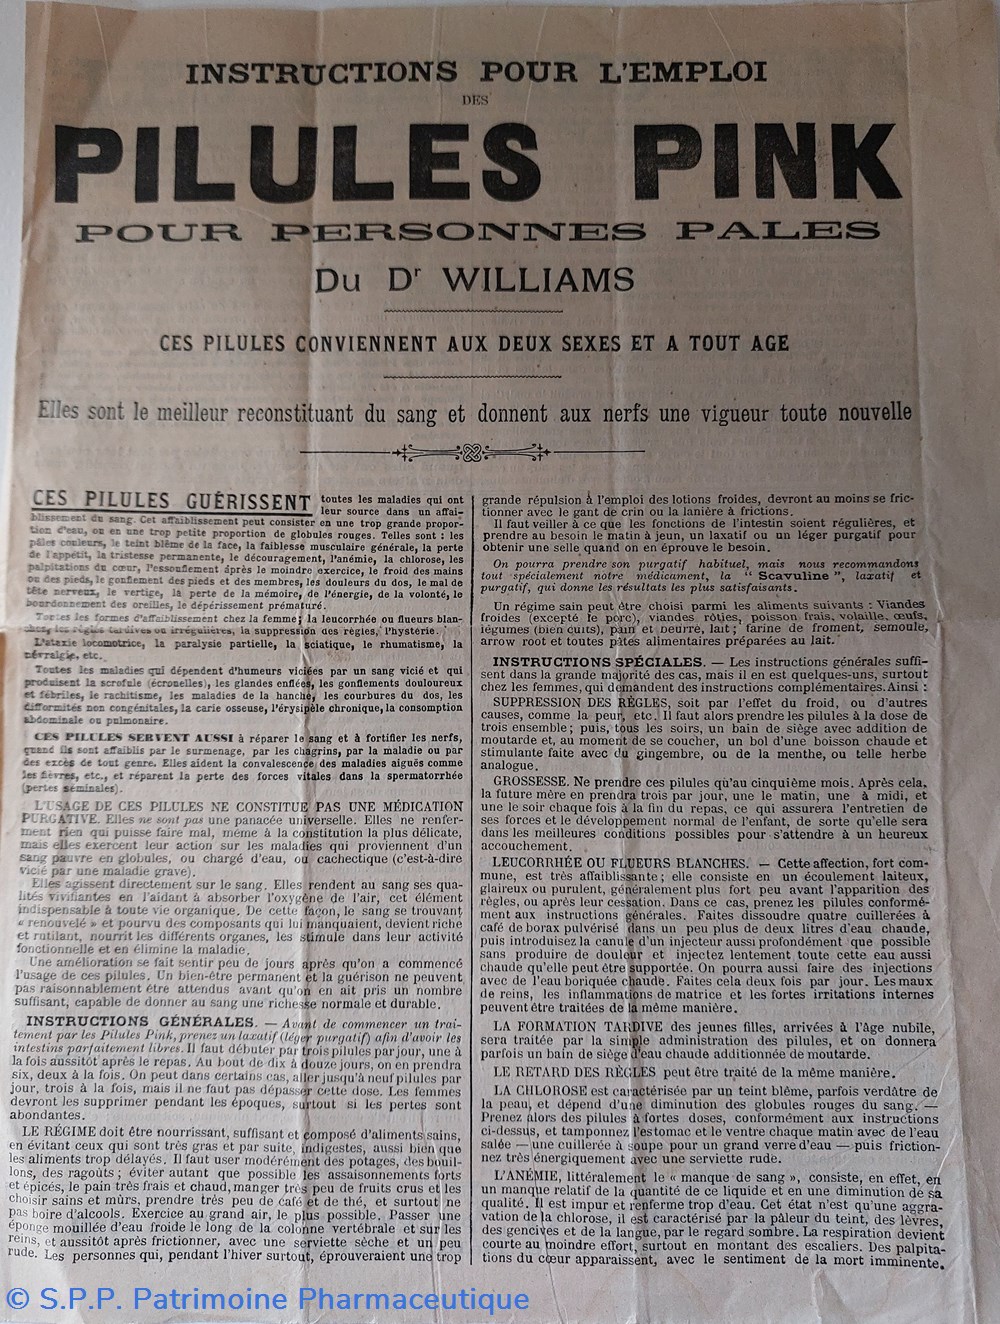 INSTRUCTIONS POUR L'EMPLOI
DES
PILULES PINK
POUR PERSONNES PALES
Du Dr WILLIAMS
CES PILULES CONVIENNENT AUX DEUX SEXES ET A TOUT AGE
Elles sont le meilleur reconstituant du sang et donnent aux nerfs une vigueur toute nouvelle
CES PILULES GUÉRISSENT toutes les maladies qui ont
leur source dans un affai-
blissement du sang. Cet affaiblissement peut consister en une trop grande propor-
tion d'eau, ou en une trop petite proportion de globules rouges. Telles sont : les
pâles couleurs, le teint blême de la face, la faiblesse musculaire générale, la perte
de l'appétit, la tristesse permanente, le découragement, l'anémie, la chlorose, les
palpitations du cœur, l'essouflement après le moindre exercice, le froid des mains
ou des pieds, le gonflement des pieds et des membres, les douleurs du dos, le mal de
tête nerveux, le vertige, la perte de la mémoire, de l'énergie, de la volonté, le
bourdonnement des oreilles, le dépérissement prématuré.
Toutes les formes d'affaiblissement chez la femme; la leucorrhée ou flueurs blan-
ches, les règles tardives ou irrégulières, la suppression des règles, l'hysterie.
L'ataxie locomotrice, la paralysie partielle, la sciatique, le rhumatisme, la
névralgie, etc.
Toutes les maladies qui dépendent d'humeurs viciées par un sang vicié et qui
produisent la scrofule (écrouelles), les glandes enflées, les gonflements douloureux
et fébriles, le rachitisme, les maladies de la hanche, les courbures du dos, les
difformités non congénitales, la carie osseuse, l'érysipèle chronique, la consomption
abdominale ou pulmonaire.
CES PILULES SERVENT AUSSI à réparer le sang et à fortifier les nerfs,
quand ils sont affaiblis par le surmenage, par les chagrins, par la maladie ou par
des excès de tout genre. Elles aident la convalescence des maladies aiguës comme
les fièvres, etc., et réparent la perte des forces vitales dans la spermatorrhée
(pertes séminales).
L'USAGE DE CES PILULES NE CONSTITUE PAS UNE MÉDICATION
PURGATIVE. Elles ne sont pas une panacée universelle. Elles ne renfer-
ment rien qui puisse faire mal, même à la constitution la plus délicate,
mais elles exercent leur action sur les maladies qui proviennent d'un
sang pauvre en globules, ou chargé d'eau, ou cachectique (c'est-à-dire
vicié par une maladie grave).
Elles agissent directement sur le sang. Elles rendent au sang ses qua-
lités vivifiantes en l'aidant à absorber l'oxygène de l'air, cet élément
indispensable à toute vie organique. De cette façon, le sang se trouvant
« renouvelé » et pourvu des composants qui lui manquaient, devient riche
et rutilant, nourrit les différents organes, les stimule dans leur activité
fonctionnelle et en élimine la maladie.
Une amélioration se fait sentir peu de jours après qu'on a commencé
l'usage de ces pilules. Un bien-être permanent et la guérison ne peuvent
pas raisonnablement être attendus avant qu'on en ait pris un nombre
suffisant, capable de donner au sang une richesse normale et durable.
INSTRUCTIONS GÉNÉRALES. — Avant de commencer un trai-
tement par les Pilules Pink, prenez un laxatif (léger purgatif) afin d'avoir les
intestins parfaitement libres. Il faut débuter par trois pilules par jour, une à
la fois aussitôt après le repas. Au bout de dix à douze jours, on en prendra
six, deux à la fois. On peut dans certains cas, aller jusqu'à neuf pilules par
jour, trois à la fois, mais il ne faut pas dépasser cette dose. Les femmes
devront les supprimer pendant les époques, surtout si les pertes sont
abondantes.
LE RÉGIME doit être nourrissant, suffisant et composé d'aliments sains,
en évitant ceux qui sont très gras et par suite, indigestes, aussi bien que
les aliments trop délayés. Il faut user modérément des potages, des bouil-
lons, des ragoûts ; éviter autant que possible les assaisonnements forts
et épicés, le pain très frais et chaud, manger très peu de fruits crus et les
choisir sains et mûrs, prendre très peu de café et de thé, et surtout ne
pas boire d'alcools. Exercice au grand air, le plus possible. Passer une
éponge mouillée d'eau froide le long de la colonne vertébrale et sur les
reins, et aussitôt après frictionner, avec une serviette sèche et un peu
rude. Les personnes qui, pendant l'hiver surtout, éprouveraient une trop
grande répulsion à l'emploi des lotions froides, devront au moins se fric-
tionner avec le gant de crin ou la lanière à frictions.
Il faut veiller à ce que les fonctions de l'intestin soient régulières, et
prendre au besoin le matin à jeun, un laxatif ou un léger purgatif pour
obtenir une selle quand on en éprouve le besoin.
On pourra prendre son purgatif habituel, mais nous recommandons
tout spécialement notre médicament, la " Scavuline ", laxatif et
purgatif, qui donne les résultats les plus satisfaisants.
Un régime sain peut être choisi parmi les aliments suivants : Viandes
froides (excepté le porc), viandes rôties, poisson frais, volaille, œufs,
légumes (bien cuits), pain et beurre, lait ; farine de froment, semoule,
arrow root et toutes pâtes alimentaires préparées au lait.
INSTRUCTIONS SPÉCIALES. — Les instructions générales suffi-
sent dans la grande majorité des cas, mais il en est quelques-uns, surtout
chez les femmes, qui demandent des instructions complémentaires. Ainsi :
SUPPRESSION DES RÈGLES, soit par l'effet du froid, ou d'autres
causes, comme la peur, etc. Il faut alors prendre les pilules à la dose de
trois ensemble ; puis, tous les soirs, un bain de siège avec addition de
moutarde et, au moment de se coucher, un bol d'une boisson chaude et
stimulante faite avec du gingembre, ou de la menthe, ou telle herbe
analogue.
GROSSESSE. Ne prendre ces pilules qu'au cinquième mois. Après cela,
la future mère en prendra trois par jour, une le matin, une à midi, et
une le soir chaque fois à la fin du repas, ce qui assurera l'entretien de
ses forces et le développement normal de l'enfant, de sorte qu'elle sera
dans les meilleures conditions possibles pour s'attendre à un heureux
accouchement.
LEUCORRHÉE OU FLUEURS BLANCHES. — Cette affection, fort com-
mune, est très affaiblissante ; elle consiste en un écoulement laiteux,
glaireux ou purulent, généralement plus fort peu avant l'apparition des
règles, ou après leur cessation. Dans ce cas, prenez les pilules conformé-
ment aux instructions générales. Faites dissoudre quatre cuillerées à
café de borax pulvérisé dans un peu plus de deux litres d'eau chaude,
puis introduisez la canule d'un injecteur aussi profondément que possible
sans produire de douleur et injectez lentement toute cette eau aussi
chaude qu'elle peut être supportée. On pourra aussi faire des injections
avec de l'eau boriquée chaude. Faites cela deux fois par jour. Les maux
de reins, les inflammations de matrice et les fortes irritations internes
peuvent être traitées de la même manière.
LA FORMATION TARDIVE des jeunes filles, arrivées à l'âge nubile,
sera traitée par la simple administration des pilules, et on donnera
parfois un bain de siège d'eau chaude additionnée de moutarde.
LE RETARD DES RÈGLES peut être traité de la même manière.
LA CHLOROSE est caractérisée par un teint blême, parfois verdâtre de
la peau, et dépend d'une diminution des globules rouges du sang. —
Prenez alors des pilules à fortes doses, conformément aux instructions
ci-dessus, et tamponnez l'estomac et le ventre chaque matin avec de l'eau
salée — une cuillerée à soupe pour un grand verre d'eau — puis friction-
nez très énergiquement avec une serviette rude.
L'ANÉMIE, littéralement le « manque de sang », consiste, en effet, en
un manque relatif de la quantité de ce liquide et en une diminution de sa
qualité. Il est impur et renferme trop d'eau. Cet état n'est qu'une aggra-
vation de la chlorose, il est caractérisé par la pâleur du teint, des lèvres,
des gencives et de la langue, par le regard sombre. La respiration devient
courte au moindre effort, surtout en montant des escaliers. Des palpita-
tions du cœur apparaissent, avec le sentiment de la mort imminente.
© S.P.P. Patrimoine Pharmaceutique